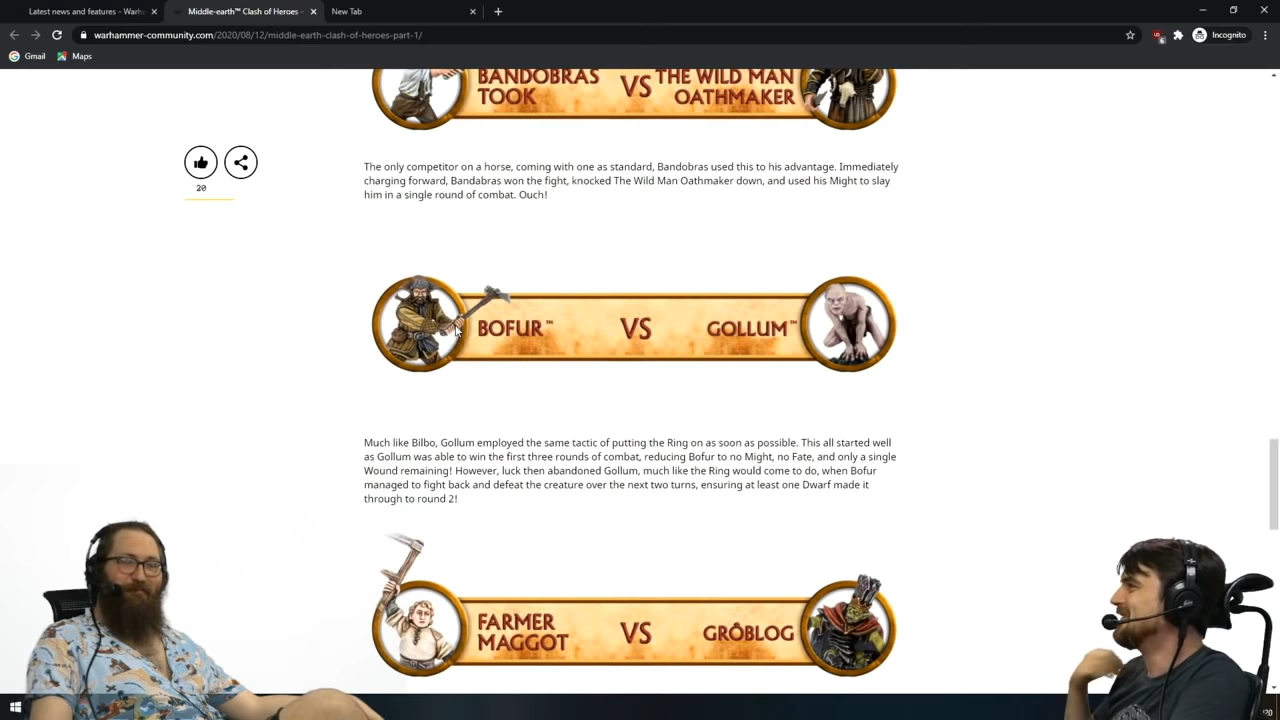 Latest news and features - Warh
Middle-earth™ Clash of Heroes -
New Tab
warhammer-community.com/2020/08/12/middle-earth-clash-of-heroes-part-1/
6
Incognito
Gmail
Maps
BANDOBRAS TOOK VS THE WILD MAN OATHMAKER
20
The only competitor on a horse, coming with one as standard, Bandobras used this to his advantage. Immediately
charging forward, Bandabras won the fight, knocked The Wild Man Oathmaker down, and used his Might to slay
him in a single round of combat. Ouch!
BOFUR™ VS GOLLUM™
Much like Bilbo, Gollum employed the same tactic of putting the Ring on as soon as possible. This all started well
as Gollum was able to win the first three rounds of combat, reducing Bofur to no Might, no Fate, and only a single
Wound remaining! However, luck then abandoned Gollum, much like the Ring would come to do, when Bofur
managed to fight back and defeat the creature over the next two turns, ensuring at least one Dwarf made it
through to round 2!
FARMER MAGGOT VS GRÔBLOG